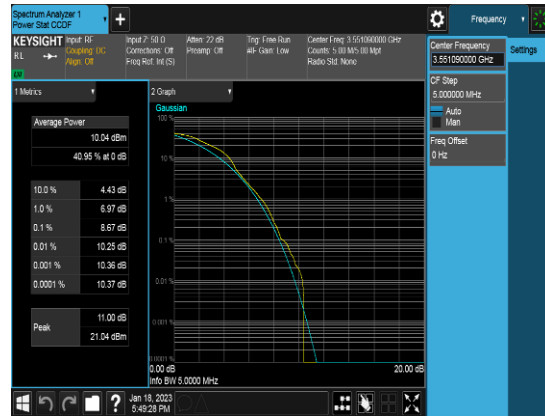 Spectrum Analyzer 1
Power Stat CCDF
Frequency
KEYSIGHT
Input: RF
Coupling: DC
Align: Off
Input Z: 50 Ω
Corrections: Off
Freq Ref: Int (S)
Atten: 22 dB
Preamp: Off
Trig: Free Run
#IF Gain: Low
Center Freq: 3.551090000 GHz
Counts: 5.00 M/5.00 Mpt
Radio Std: None
RL
Center Frequency
3.551090000 GHz
Settings
CF Step
5.000000 MHz
Auto
Man
Freq Offset
0 Hz
1 Metrics
Average Power
10.04 dBm
40.95 % at 0 dB
10.0 % 4.43 dB
1.0 % 6.97 dB
0.1 % 8.67 dB
0.01 % 10.25 dB
0.001 % 10.36 dB
0.0001 % 10.37 dB
Peak
11.00 dB
21.04 dBm
2 Graph
Gaussian
100 %
10 %
1 %
0.1 %
0.01 %
0.001 %
0.0001 %
0.00 dB 20.00 dB
Info BW 5.0000 MHz
?
Jan 18, 2023
5:49:28 PM